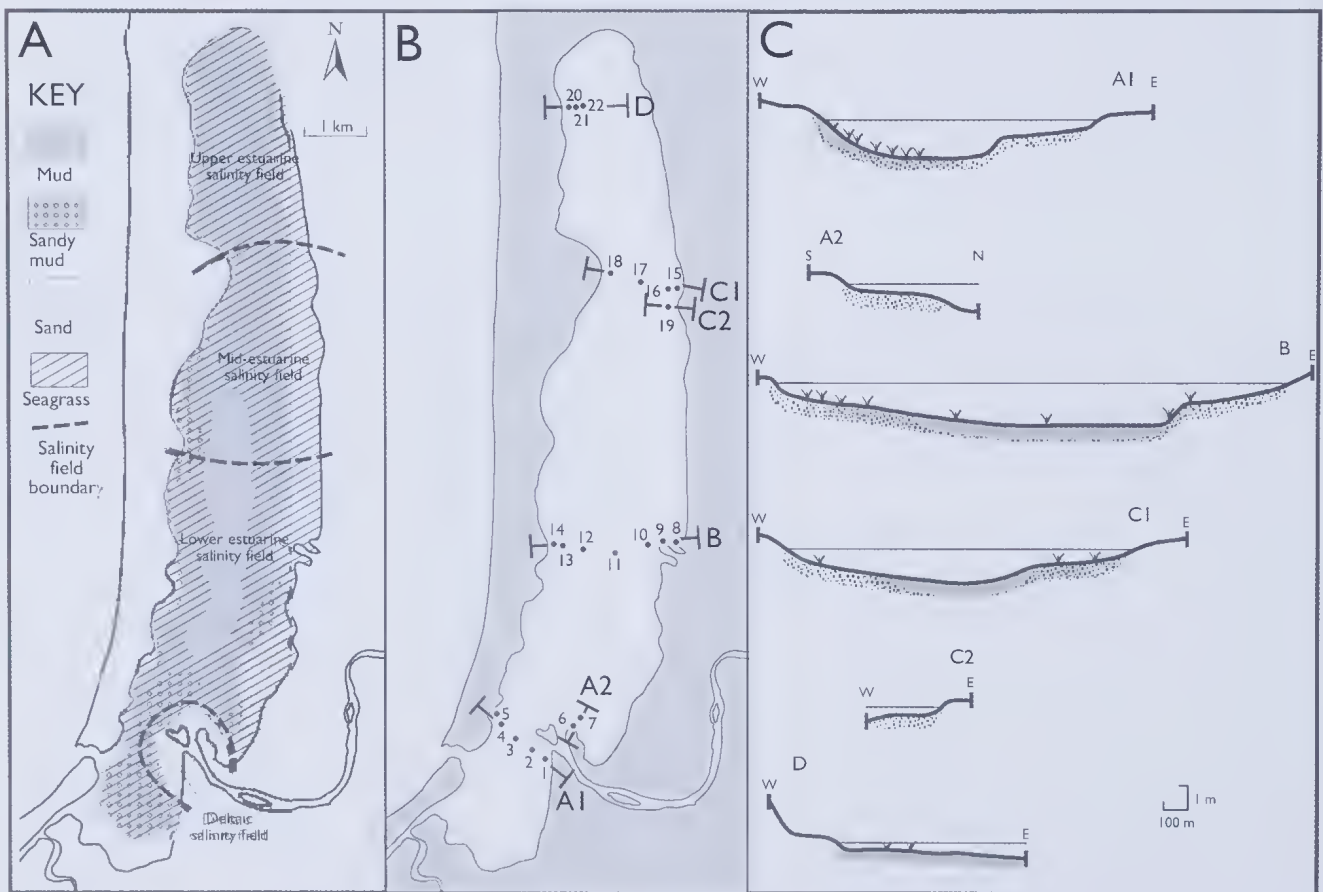 A
N
KEY
1 km
Mud
Sandy
mud
Sand
Seagrass
Salinity
field
boundary
Upper estuarine
salinity field
Mid-estuarine
salinity field
Lower estuarine
salinity field
Deltaic
salinity field
B
20
22
21
D
18
17
15
16
C1
C2
19
14
12
10
9
8
B
13
11
A2
5
6
7
4
3
2
1
A1
C
A1
W
E
A2
S
N
B
W
E
C1
W
E
C2
W
E
D
W
E
1 m
100 m